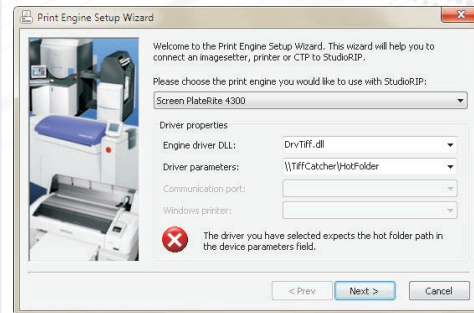 Print Engine Setup Wizard
Welcome to the Print Engine Setup Wizard. This wizard will help you to
connect an imagesetter, printer or CTP to StudioRIP.
Please choose the print engine you would like to use with StudioRIP:
Screen PlateRite 4300
Driver properties
Engine driver DLL: DrvTiff.dll
Driver parameters: \\TiffCatcher\HotFolder
Communication port:
Windows printer:
The driver you have selected expects the hot folder path in
the device parameters field.
< Prev Next > Cancel